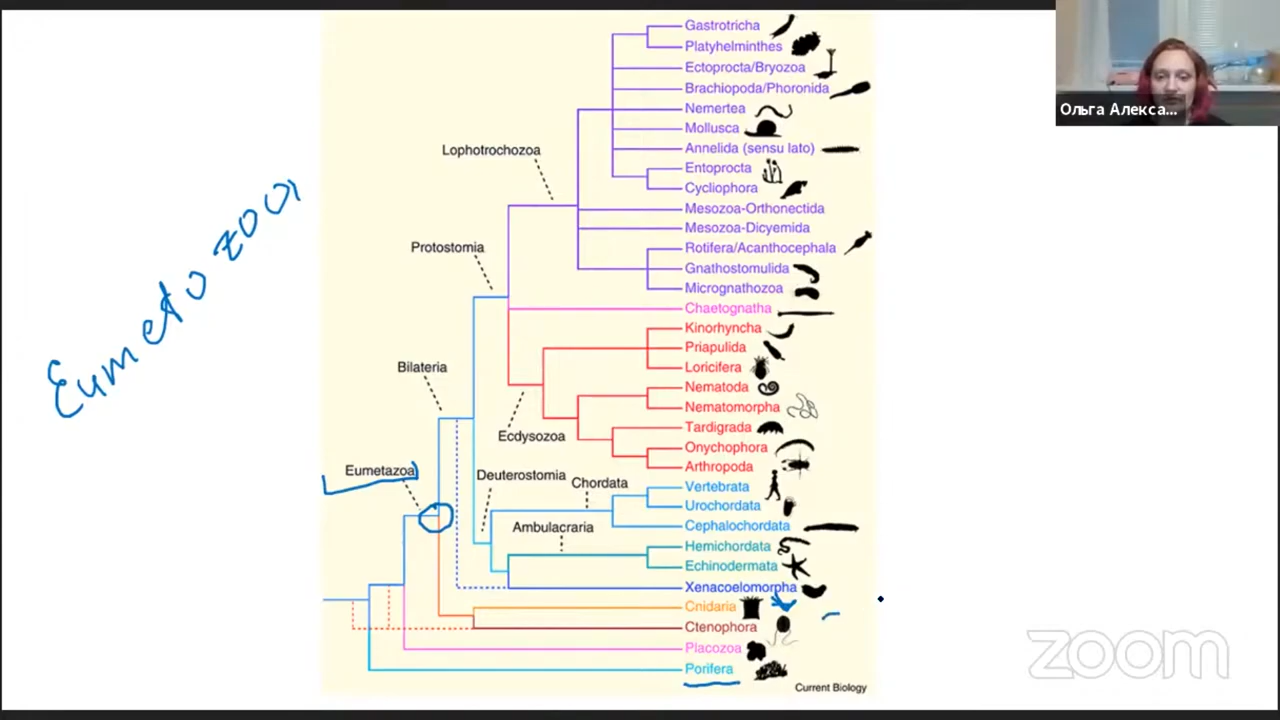 Gastrotricha
Platyhelminthes
Ectoprocta/Bryozoa
Brachiopoda/Phoronida
Nemertea
Mollusca
Annelida (sensu lato)
Entoprocta
Cycliophora
Mesozoa-Orthonectida
Mesozoa-Dicyemida
Rotifera/Acanthocephala
Gnathostomulida
Micrognathozoa
Chaetognatha
Kinorhyncha
Priapulida
Loricifera
Nematoda
Nematomorpha
Tardigrada
Onychophora
Arthropoda
Vertebrata
Urochordata
Cephalochordata
Hemichordata
Echinodermata
Xenacoelomorpha
Cnidaria
Ctenophora
Placozoa
Porifera
Lophotrochozoa
Protostomia
Bilateria
Ecdysozoa
Eumetazoa
Deuterostomia
Chordata
Ambulacraria
Current Biology
Eumetozoa
Ольга Алекса...
zoom